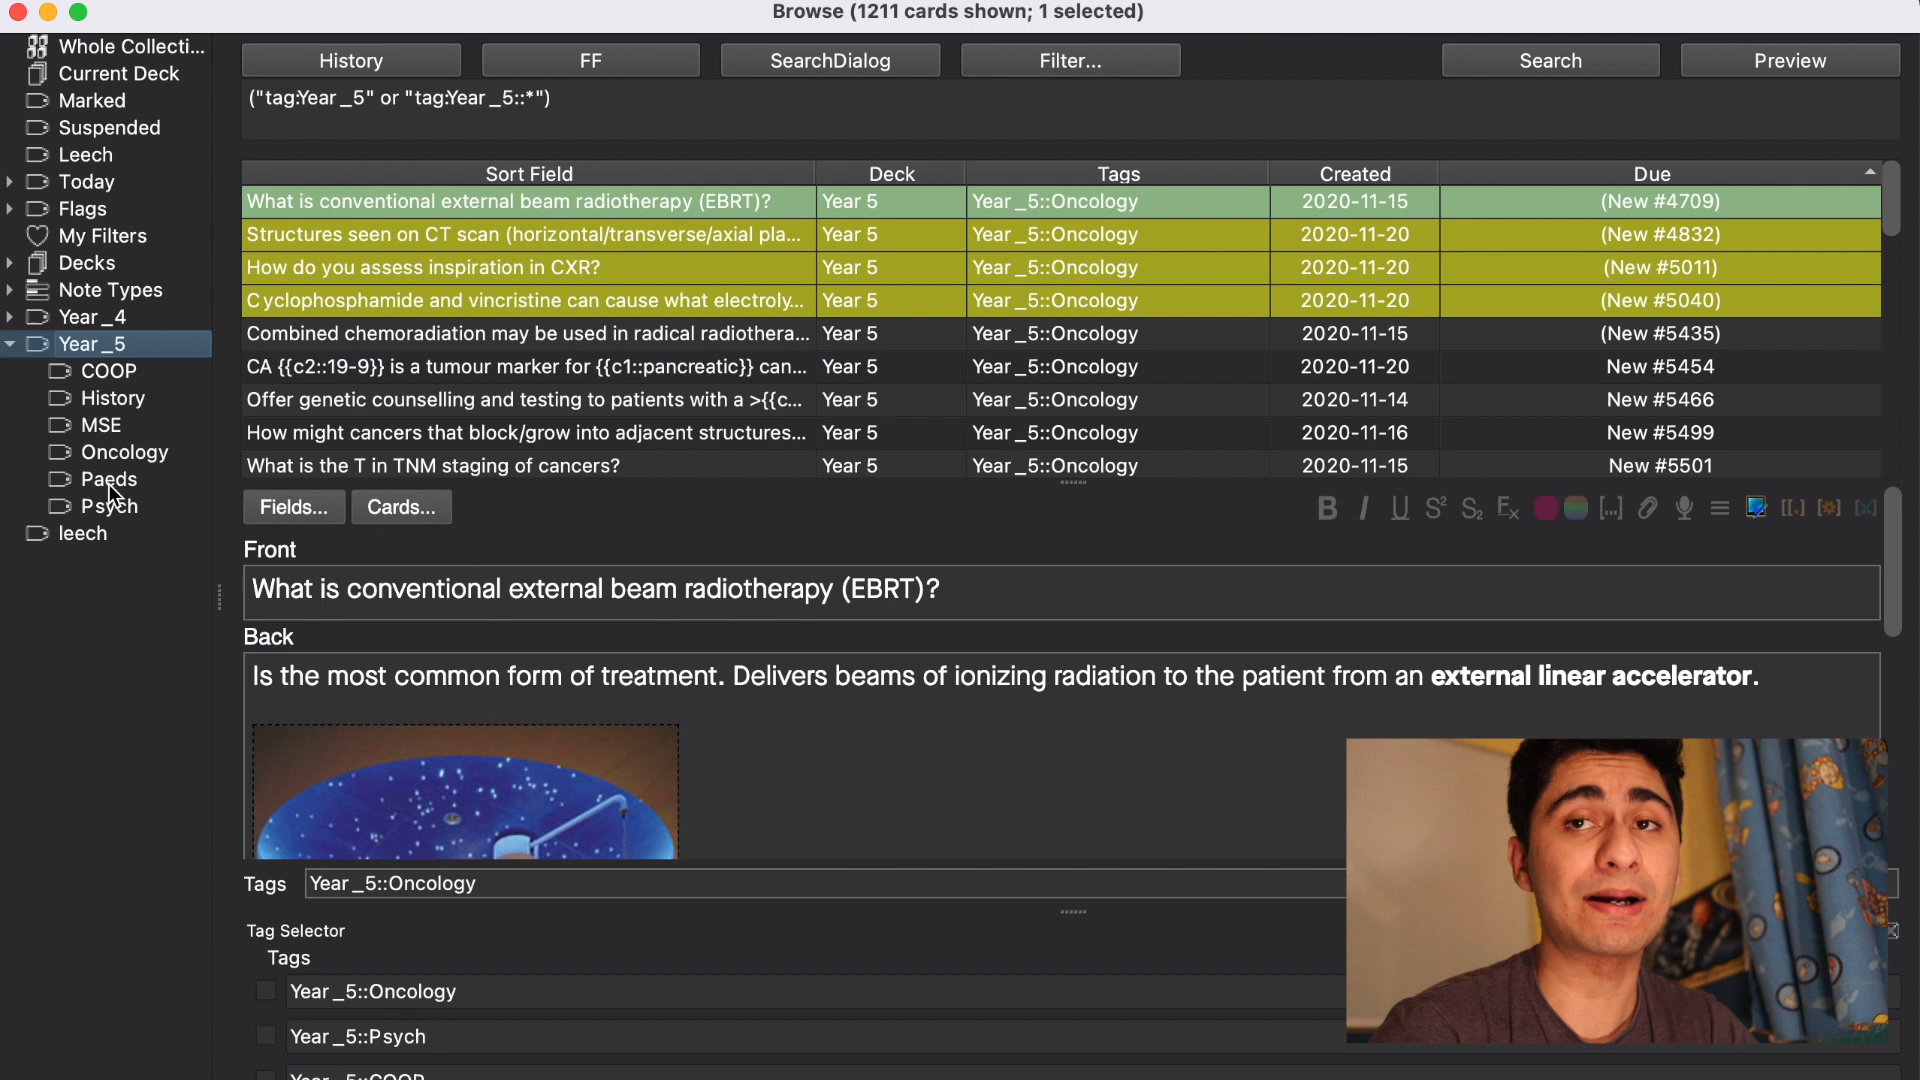 Browse (1211 cards shown; 1 selected)
Whole Collecti...
Current Deck
Marked
Suspended
Leech
Today
Flags
My Filters
Decks
Note Types
Year_4
Year_5
COOP
History
MSE
Oncology
Paeds
Psych
leech
History FF SearchDialog Filter... Search Preview
("tag:Year_5" or "tag:Year_5::*")
Sort Field Deck Tags Created Due
What is conventional external beam radiotherapy (EBRT)? Year 5 Year_5::Oncology 2020-11-15 (New #4709)
Structures seen on CT scan (horizontal/transverse/axial pla... Year 5 Year_5::Oncology 2020-11-20 (New #4832)
How do you assess inspiration in CXR? Year 5 Year_5::Oncology 2020-11-20 (New #5011)
Cyclophosphamide and vincristine can cause what electroly... Year 5 Year_5::Oncology 2020-11-20 (New #5040)
Combined chemoradiation may be used in radical radiothera... Year 5 Year_5::Oncology 2020-11-15 (New #5435)
CA {{c2::19-9}} is a tumour marker for {{c1::pancreatic}} can... Year 5 Year_5::Oncology 2020-11-20 New #5454
Offer genetic counselling and testing to patients with a >{{c... Year 5 Year_5::Oncology 2020-11-14 New #5466
How might cancers that block/grow into adjacent structures... Year 5 Year_5::Oncology 2020-11-16 New #5499
What is the T in TNM staging of cancers? Year 5 Year_5::Oncology 2020-11-15 New #5501
Fields... Cards...
Front
What is conventional external beam radiotherapy (EBRT)?
Back
Is the most common form of treatment. Delivers beams of ionizing radiation to the patient from an external linear accelerator.
Tags Year_5::Oncology
Tag Selector
Tags
Year_5::Oncology
Year_5::Psych
Year_5::COOP